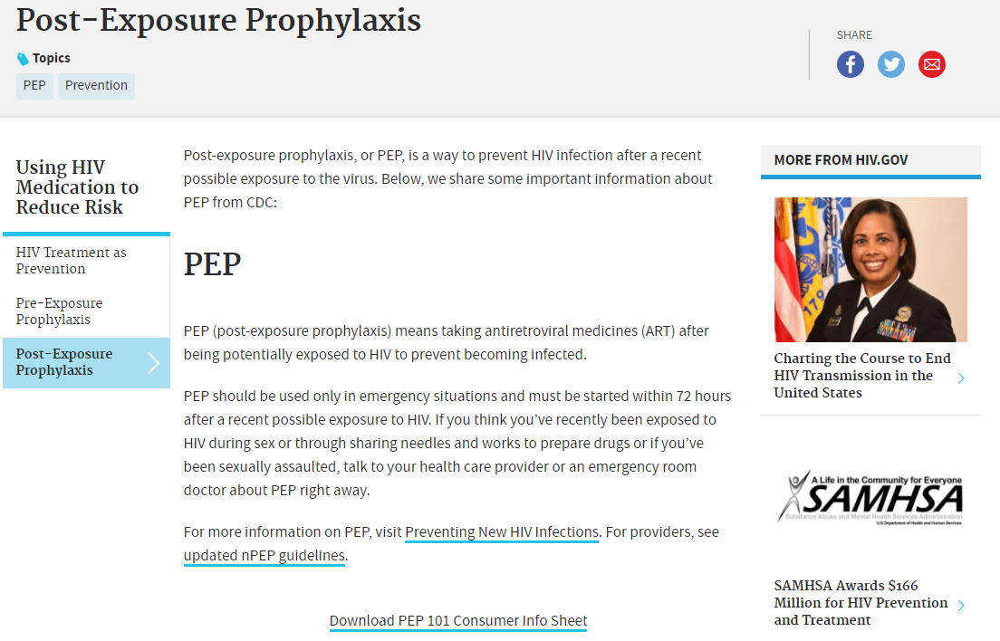 Post-Exposure Prophylaxis
Topics
PEP
Prevention
SHARE
Using HIV
Medication to
Reduce Risk
HIV Treatment as
Prevention
Pre-Exposure
Prophylaxis
Post-Exposure
Prophylaxis
Post-exposure prophylaxis, or PEP, is a way to prevent HIV infection after a recent
possible exposure to the virus. Below, we share some important information about
PEP from CDC:
PEP
PEP (post-exposure prophylaxis) means taking antiretroviral medicines (ART) after
being potentially exposed to HIV to prevent becoming infected.
PEP should be used only in emergency situations and must be started within 72 hours
after a recent possible exposure to HIV. If you think you’ve recently been exposed to
HIV during sex or through sharing needles and works to prepare drugs or if you’ve
been sexually assaulted, talk to your health care provider or an emergency room
doctor about PEP right away.
For more information on PEP, visit Preventing New HIV Infections. For providers, see
updated nPEP guidelines.
Download PEP 101 Consumer Info Sheet
MORE FROM HIV.GOV
179
Charting the Course to End
HIV Transmission in the
United States
A Life in the Community for Everyone
SAMHSA
Substance Abuse and Mental Health Services Administration
U.S Department of Health and Human Services
SAMHSA Awards $166
Million for HIV Prevention
and Treatment